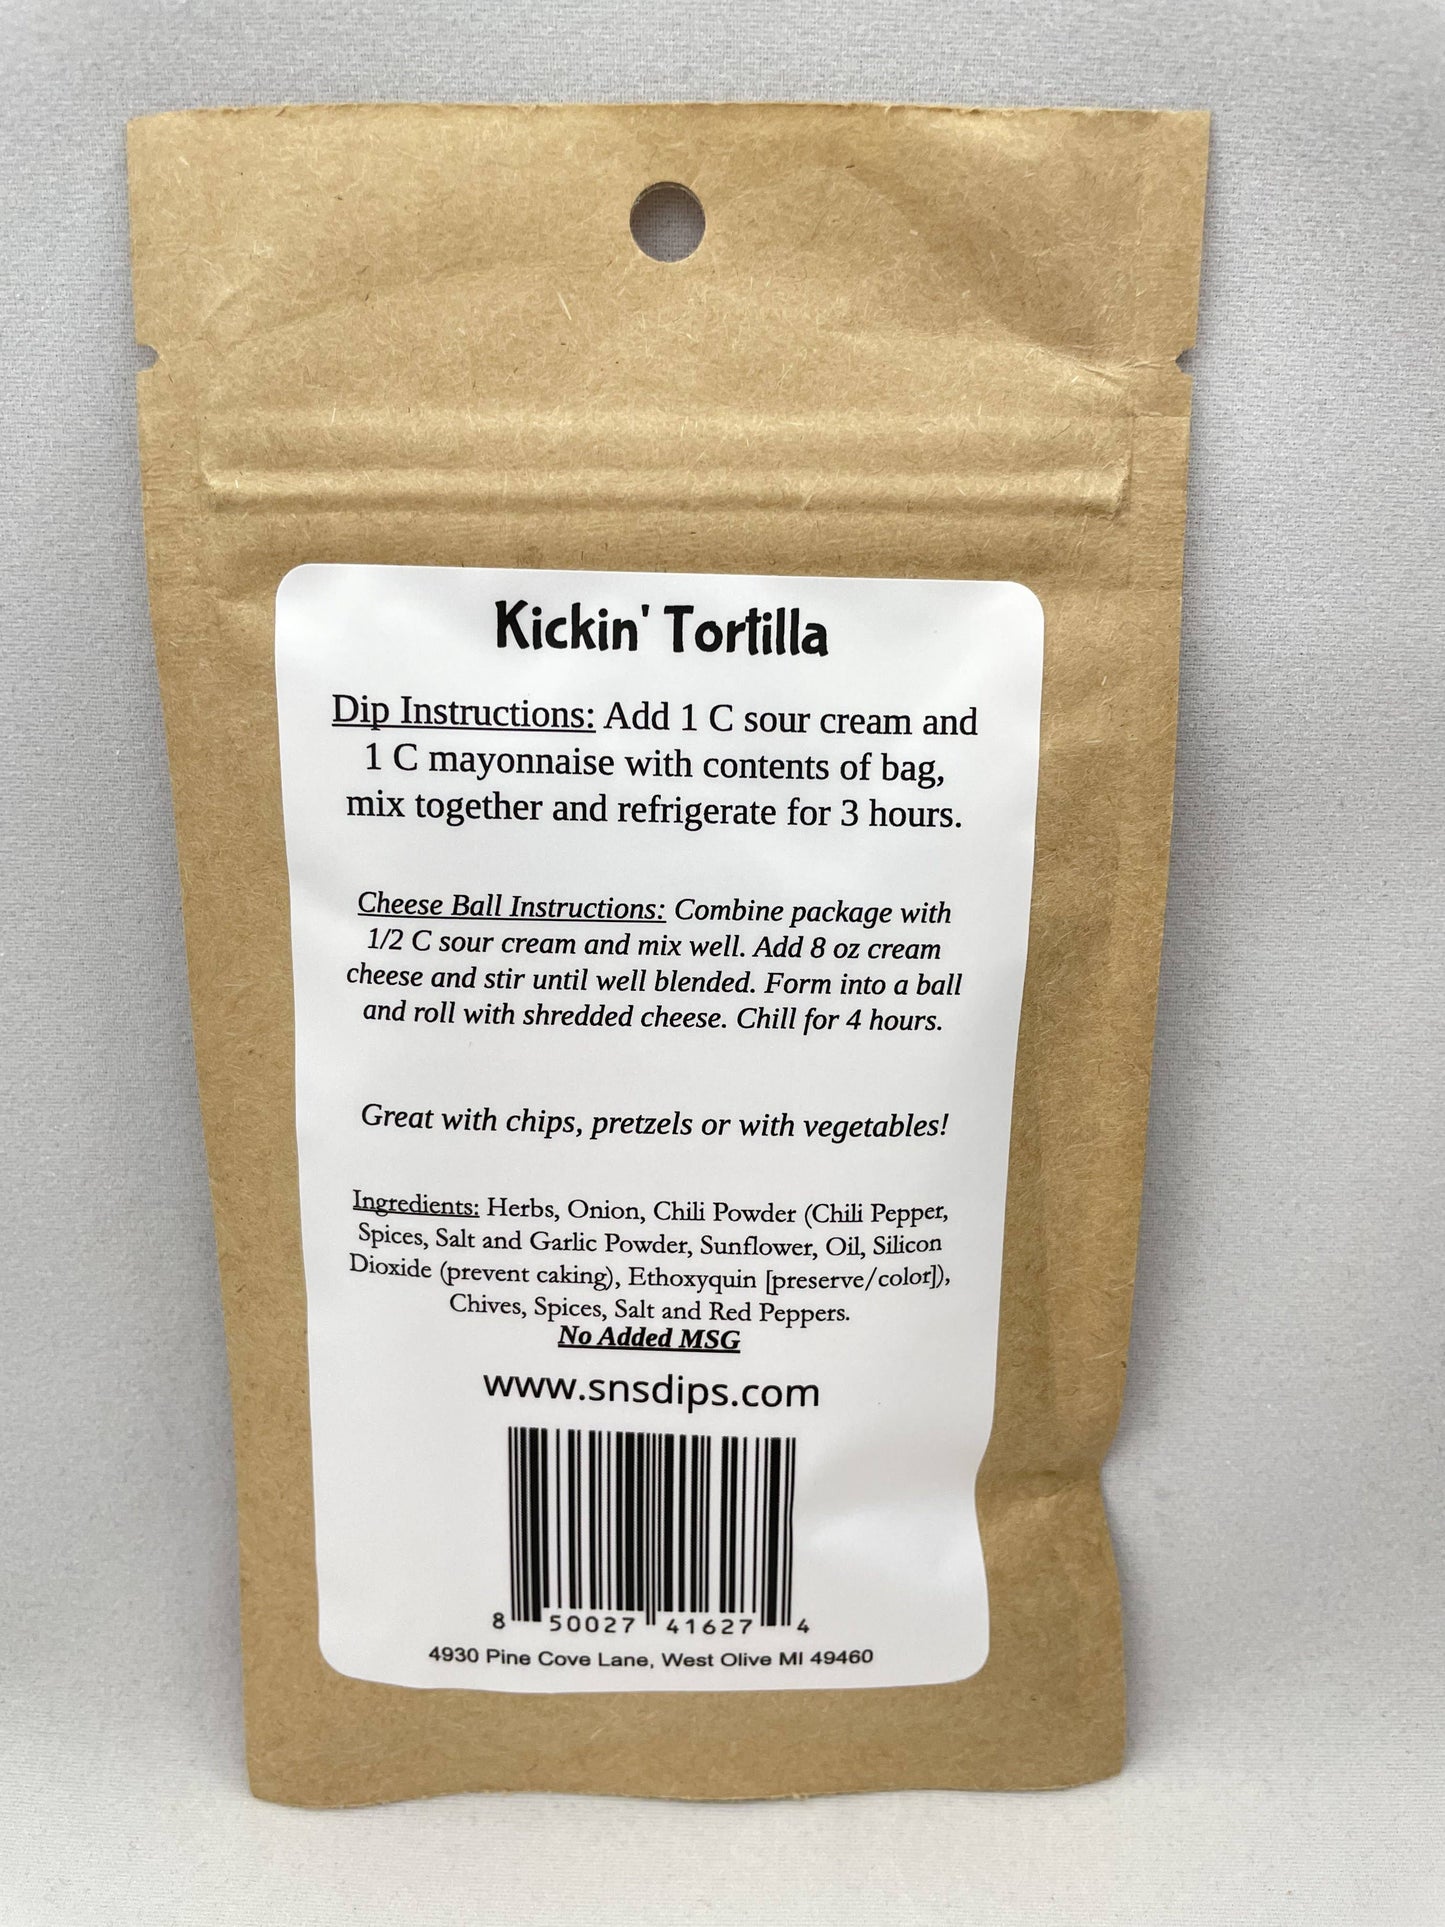 Kickin' Tortilla
Dip Instructions: Add 1 C sour cream and
1 C mayonnaise with contents of bag,
mix together and refrigerate for 3 hours.
Cheese Ball Instructions: Combine package with
1/2 C sour cream and mix well. Add 8 oz cream
cheese and stir until well blended. Form into a ball
and roll with shredded cheese. Chill for 4 hours.
Great with chips, pretzels or with vegetables!
Ingredients: Herbs, Onion, Chili Powder (Chili Pepper,
Spices, Salt and Garlic Powder, Sunflower, Oil, Silicon
Dioxide (prevent caking), Ethoxyquin [preserve/color]),
Chives, Spices, Salt and Red Peppers.
No Added MSG
www.snsdips.com
8 50027 41627 4
4930 Pine Cove Lane, West Olive MI 49460